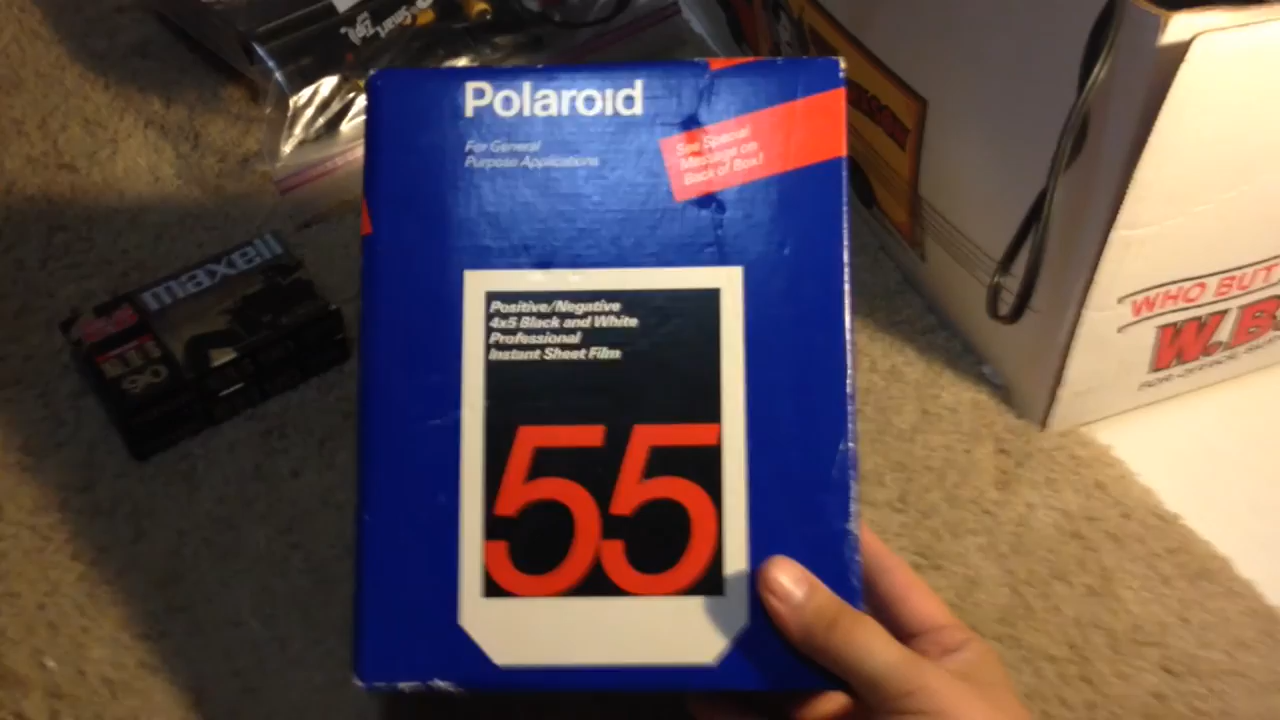 Polaroid
For General
Purpose Applications
See Special
Message on
Back of Box!
Positive/Negative
4x5 Black and White
Professional
Instant Sheet Film
55
maxell
90
WHO BUT
W.B.